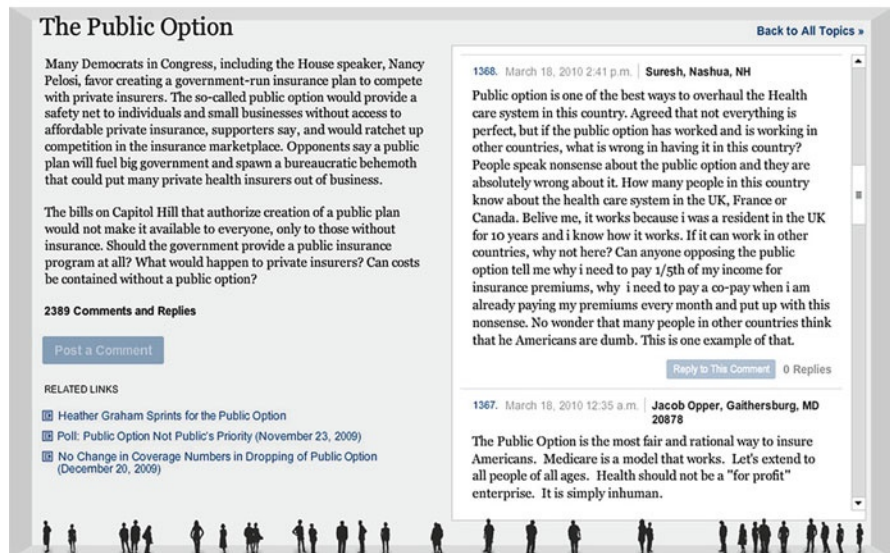 The Public Option
Back to All Topics »
Many Democrats in Congress, including the House speaker, Nancy
Pelosi, favor creating a government-run insurance plan to compete
with private insurers. The so-called public option would provide a
safety net to individuals and small businesses without access to
affordable private insurance, supporters say, and would ratchet up
competition in the insurance marketplace. Opponents say a public
plan will fuel big government and spawn a bureaucratic behemoth
that could put many private health insurers out of business.
The bills on Capitol Hill that authorize creation of a public plan
would not make it available to everyone, only to those without
insurance. Should the government provide a public insurance
program at all? What would happen to private insurers? Can costs
be contained without a public option?
2389 Comments and Replies
Post a Comment
RELATED LINKS
Heather Graham Sprints for the Public Option
Poll: Public Option Not Public's Priority (November 23, 2009)
No Change in Coverage Numbers in Dropping of Public Option
(December 20, 2009)
1368. March 18, 2010 2:41 p.m. Suresh, Nashua, NH
Public option is one of the best ways to overhaul the Health
care system in this country. Agreed that not everything is
perfect, but if the public option has worked and is working in
other countries, what is wrong in having it in this country?
People speak nonsense about the public option and they are
absolutely wrong about it. How many people in this country
know about the health care system in the UK, France or
Canada. Belive me, it works because i was a resident in the UK
for 10 years and i know how it works. If it can work in other
countries, why not here? Can anyone opposing the public
option tell me why i need to pay 1/5th of my income for
insurance premiums, why i need to pay a co-pay when i am
already paying my premiums every month and put up with this
nonsense. No wonder that many people in other countries think
that he Americans are dumb. This is one example of that.
Reply to This Comment 0 Replies
1367. March 18, 2010 12:35 a.m. Jacob Opper, Gaithersburg, MD
20878
The Public Option is the most fair and rational way to insure
Americans. Medicare is a model that works. Let's extend to
all people of all ages. Health should not be a "for profit"
enterprise. It is simply inhuman.